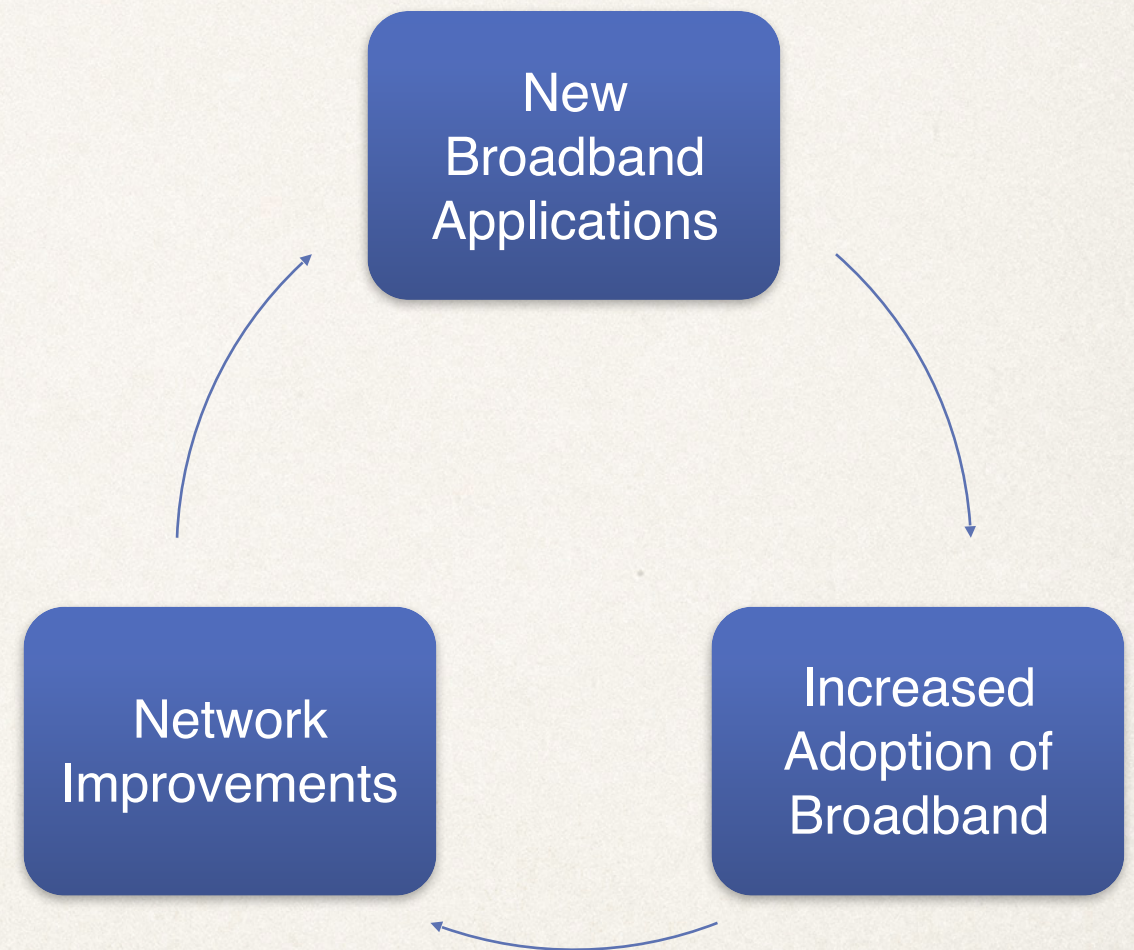 New
Broadband
Applications
Network
Improvements
Increased
Adoption of
Broadband